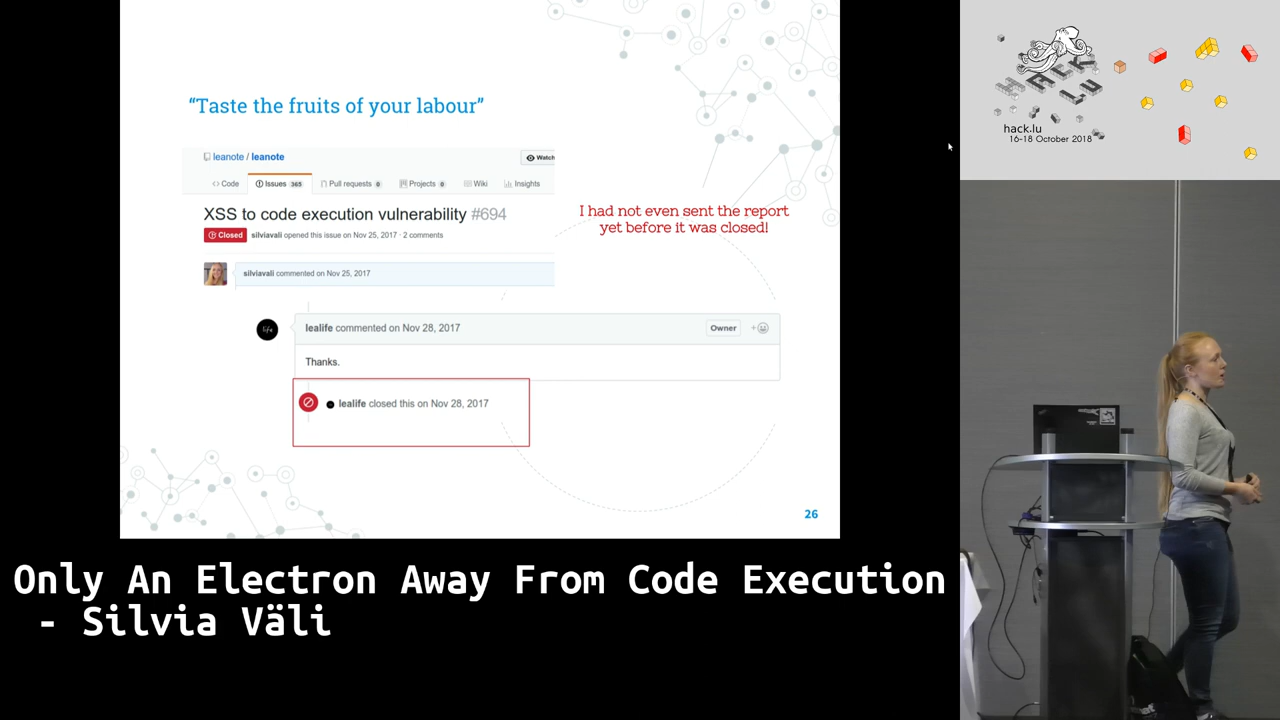 “Taste the fruits of your labour”
leanote / leanote
Watch
Code
Issues 365
Pull requests 0
Projects 0
Wiki
Insights
XSS to code execution vulnerability #694
Closed silviavali opened this issue on Nov 25, 2017 · 2 comments
silviavali commented on Nov 25, 2017
I had not even sent the report
yet before it was closed!
lealife commented on Nov 28, 2017
Owner
Thanks.
lealife closed this on Nov 28, 2017
26
HACK
LU
hack.lu
16-18 October 2018
Only An Electron Away From Code Execution
- Silvia Väli